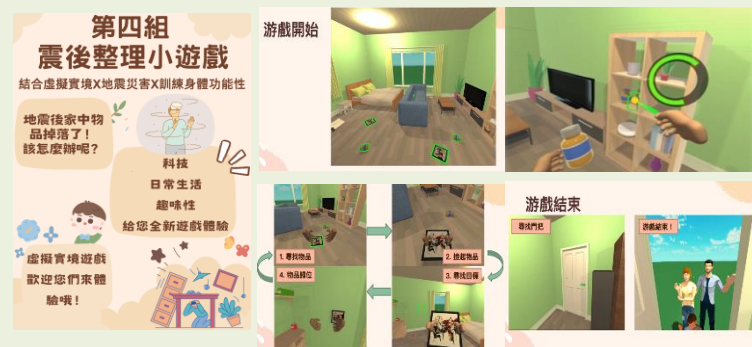 第四組
震後整理小遊戲
結合虛擬實境X地震災害X訓練身體功能性
地震後家中物
品掉落了！
該怎麼辦呢？
科技
日常生活
趣味性
給您全新遊戲體驗
虛擬實境遊戲
歡迎您們來體
驗哦！
游戲開始
1. 尋找物品
2. 撿起物品
4. 物品歸位
3. 尋找目標
游戲結束
尋找門把
游戲結束！